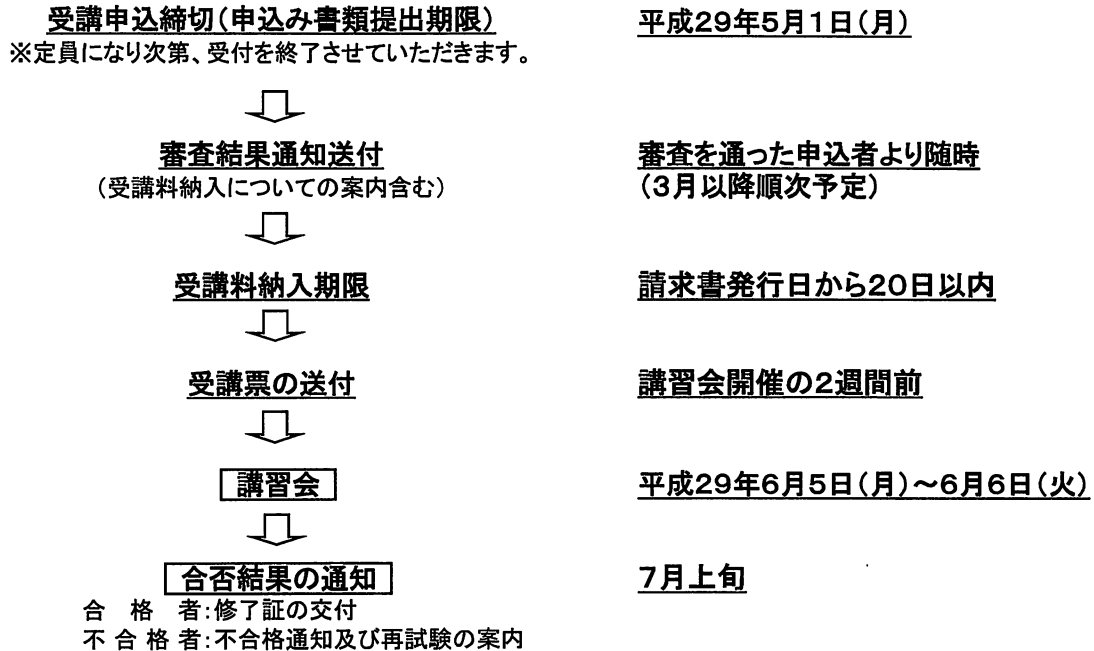 受講申込締切(申込み書類提出期限) 平成29年5月1日(月)
※定員になり次第、受付を終了させていただきます。
審査結果通知送付 審査を通った申込者より随時
(受講料納入についての案内含む) (3月以降順次予定)
受講料納入期限 請求書発行日から20日以内
受講票の送付 講習会開催の2週間前
講習会 平成29年6月5日(月)~6月6日(火)
合否結果の通知 7月上旬
合 格 者:修了証の交付
不 合 格 者:不合格通知及び再試験の案内